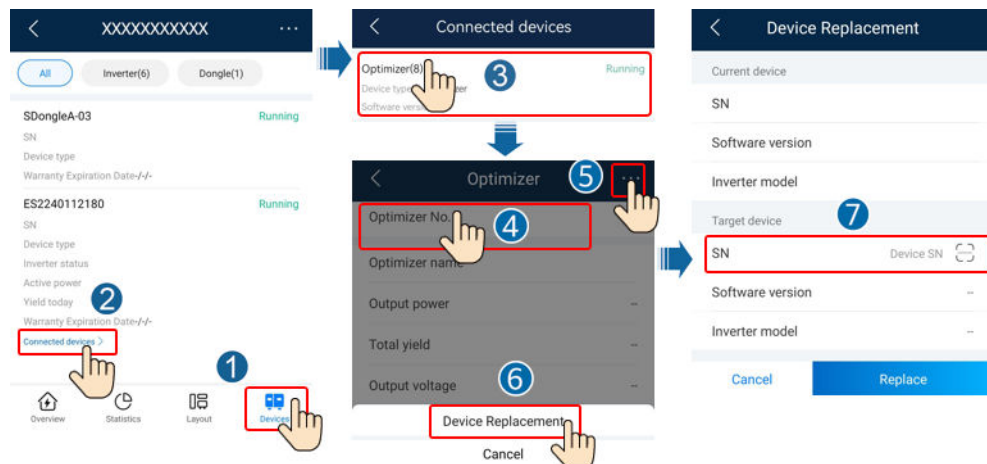 XXXXXXXXXXX ...
All Inverter(6) Dongle(1)
SDongleA-03 Running
SN
Device type
Warranty Expiration Date-/-/-
ES2240112180 Running
SN
Device type
Inverter status
Active power
Yield today
2
Warranty Expiration Date-/-/-
Connected devices >
1
Overview Statistics Layout Devices
Connected devices
Optimizer(8) 3 Running
Device type
Software
Optimizer 5 ...
Optimizer No. 4
Optimizer name
Output power --
Total yield --
Output voltage 6 --
Device Replacement
Cancel
Device Replacement
Current device
SN
Software version
Inverter model
Target device 7
SN Device SN
Software version --
Inverter model --
Cancel Replace